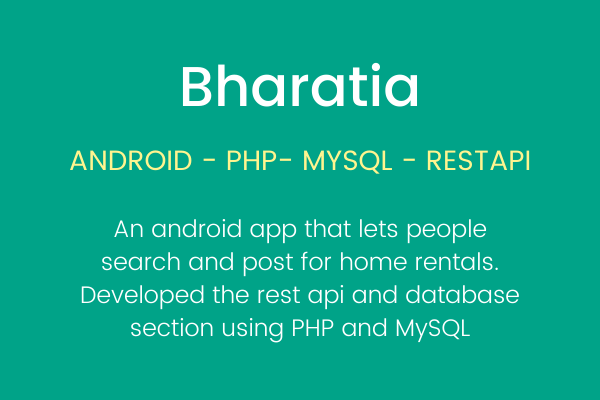 Bharatia
ANDROID - PHP- MYSQL - RESTAPI
An android app that lets people
search and post for home rentals.
Developed the rest api and database
section using PHP and MySQL